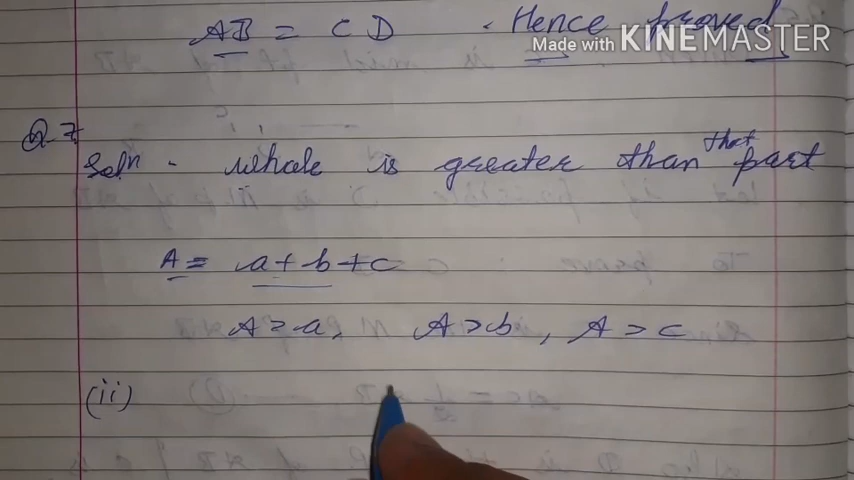 AB = CD . Hence proved
Made with KINEMASTER
Q 7.
Soln . whole is greater than that part
A = a + b + c
A > a, A > b, A > c
(ii)